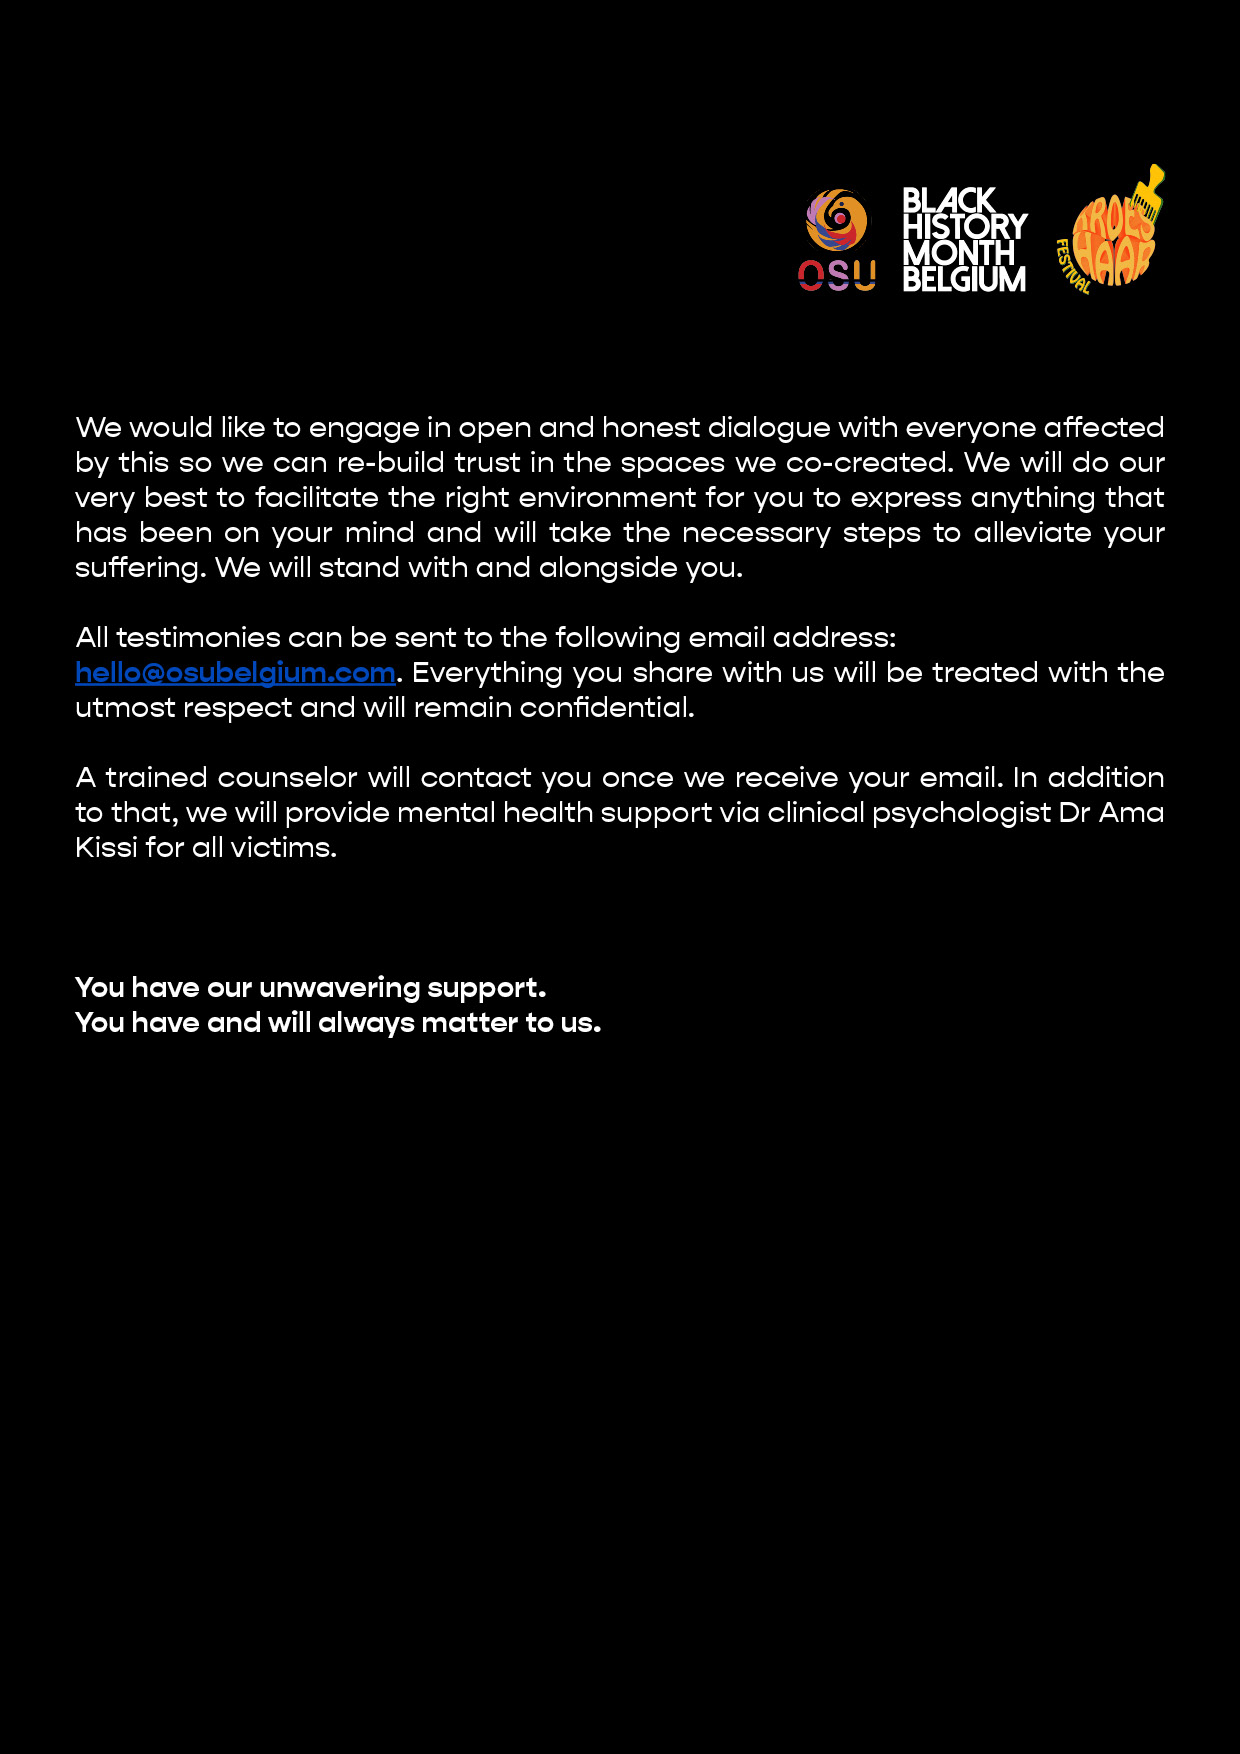 OSU
BLACK
HISTORY
MONTH
BELGIUM
KROES
HAAR
FESTIVAL
We would like to engage in open and honest dialogue with everyone affected
by this so we can re-build trust in the spaces we co-created. We will do our
very best to facilitate the right environment for you to express anything that
has been on your mind and will take the necessary steps to alleviate your
suffering. We will stand with and alongside you.
All testimonies can be sent to the following email address:
hello@osubelgium.com. Everything you share with us will be treated with the
utmost respect and will remain confidential.
A trained counselor will contact you once we receive your email. In addition
to that, we will provide mental health support via clinical psychologist Dr Ama
Kissi for all victims.
You have our unwavering support.
You have and will always matter to us.